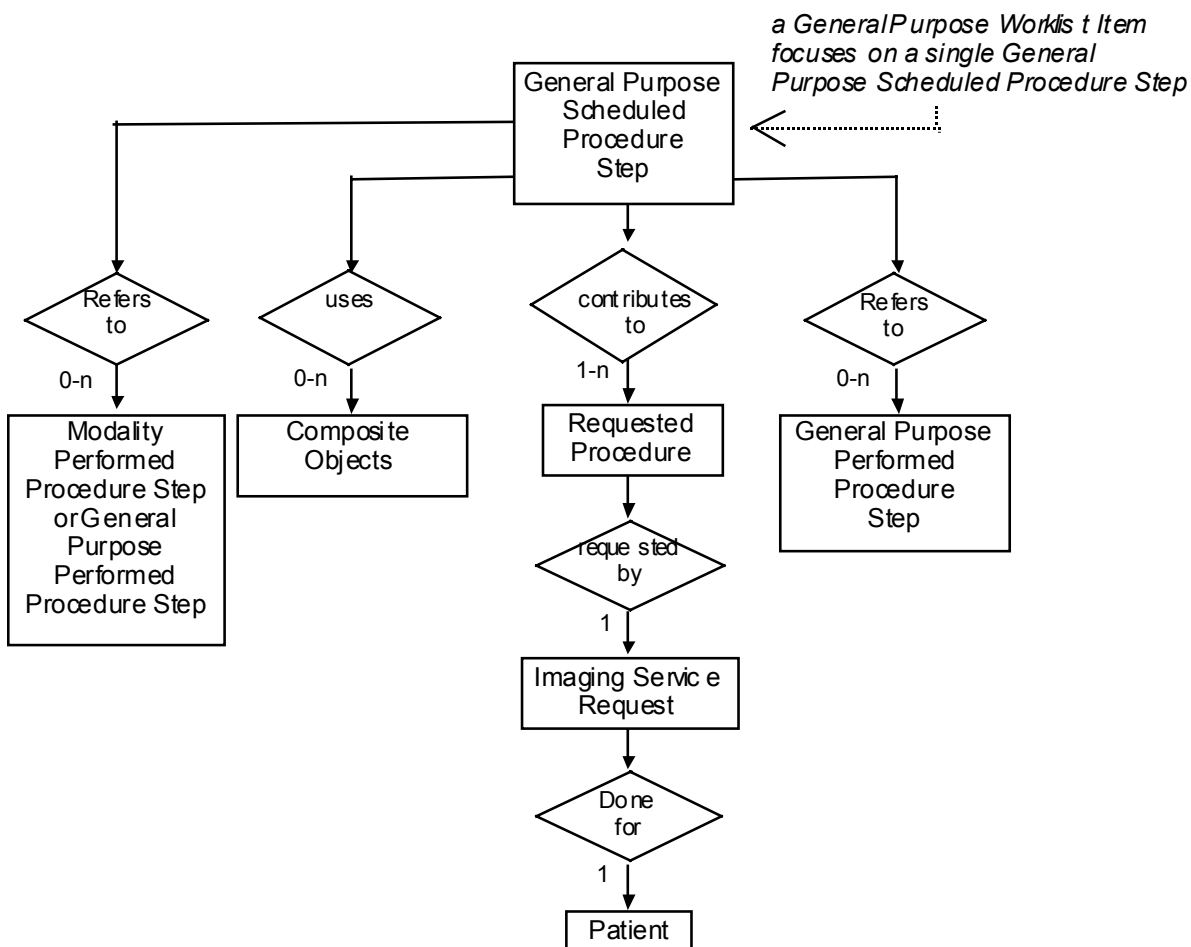 a General Purpose Worklist Item
focuses on a single General
Purpose Scheduled Procedure Step
General Purpose
Scheduled
Procedure
Step
Refers
to
uses
contributes
to
Refers
to
0-n
0-n
1-n
0-n
Modality
Performed
Procedure Step
or General
Purpose
Performed
Procedure Step
Composite
Objects
Requested
Procedure
General Purpose
Performed
Procedure
Step
requested
by
1
Imaging Service
Request
Done
for
1
Patient